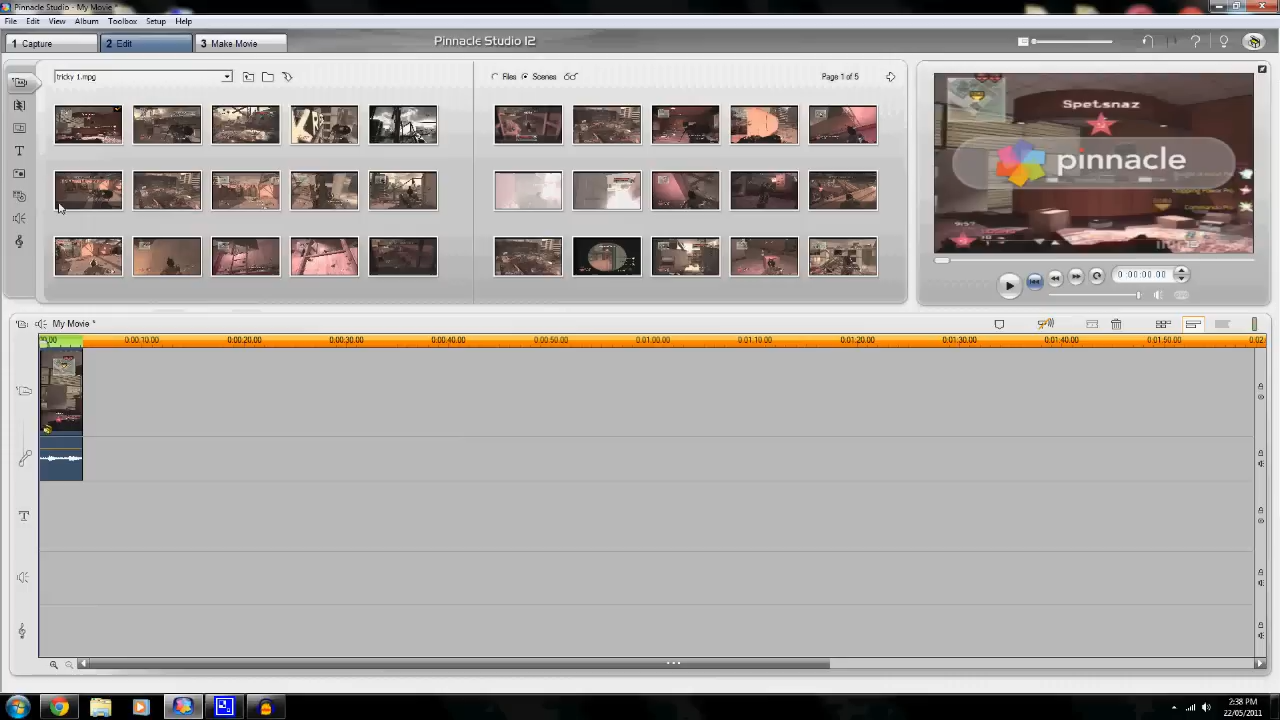 Pinnacle Studio - My Movie *
File Edit View Album Toolbox Setup Help
1 Capture 2 Edit 3 Make Movie Pinnacle Studio 12
tricky 1.mpg
Files Scenes Page 1 of 5
Spetsnaz
pinnacle
0:00:00.00
My Movie *
0:00:10.00 0:00:20.00 0:00:30.00 0:00:40.00 0:00:50.00 0:01:00.00 0:01:10.00 0:01:20.00 0:01:30.00 0:01:40.00 0:01:50.00
T
2:38 PM
22/05/2011